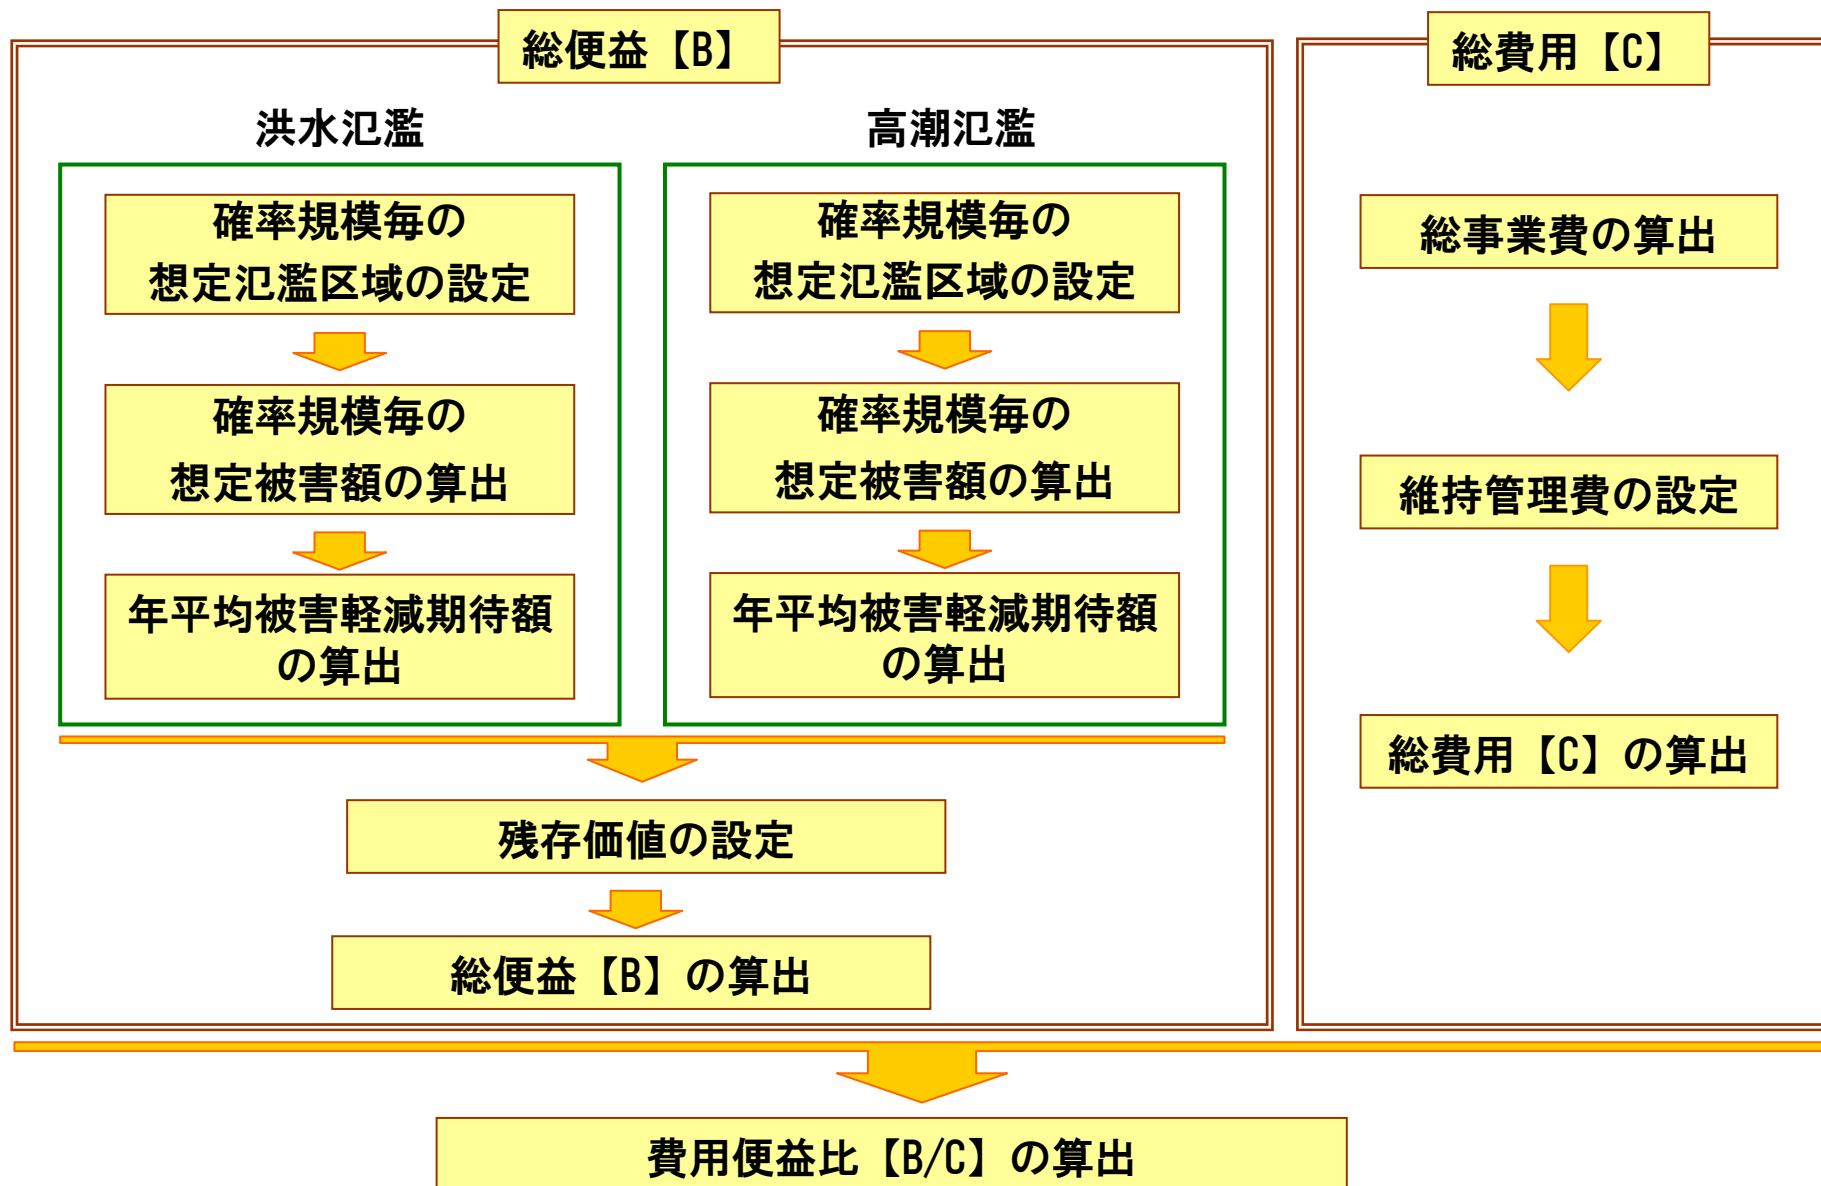 総便益【B】
洪水氾濫
確率規模毎の
想定氾濫区域の設定
確率規模毎の
想定被害額の算出
年平均被害軽減期待額
の算出
高潮氾濫
確率規模毎の
想定氾濫区域の設定
確率規模毎の
想定被害額の算出
年平均被害軽減期待額
の算出
残存価値の設定
総便益【B】の算出
総費用【C】
総事業費の算出
維持管理費の設定
総費用【C】の算出
費用便益比【B/C】の算出